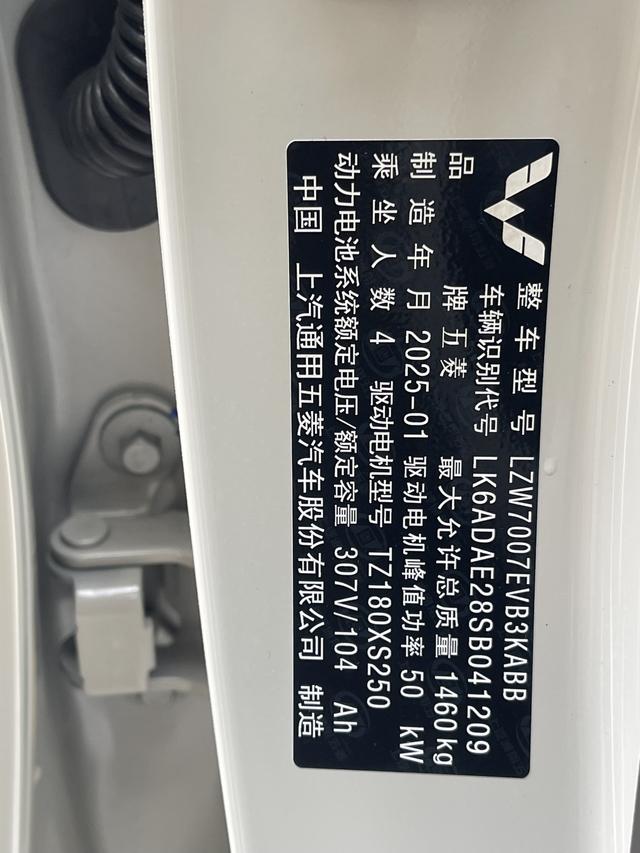 整车型号 LZW7007EVB3KABB
车辆识别代号 LK6ADAE28SB041209
品牌 五菱 最大允许总质量 1460kg
制造年月 2025-01 驱动电机峰值功率 50 kW
乘坐人数 4 驱动电机型号 TZ180XS250
动力电池系统额定电压/额定容量 307V/104 Ah
中国 上汽通用五菱汽车股份有限公司 制造